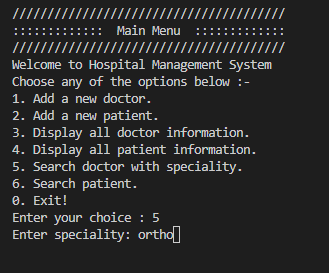 ///////////////////////////////////////
:::::::::::::  Main Menu  :::::::::::::
///////////////////////////////////////
Welcome to Hospital Management System
Choose any of the options below :-
1. Add a new doctor.
2. Add a new patient.
3. Display all doctor information.
4. Display all patient information.
5. Search doctor with speciality.
6. Search patient.
0. Exit!
Enter your choice : 5
Enter speciality: ortho